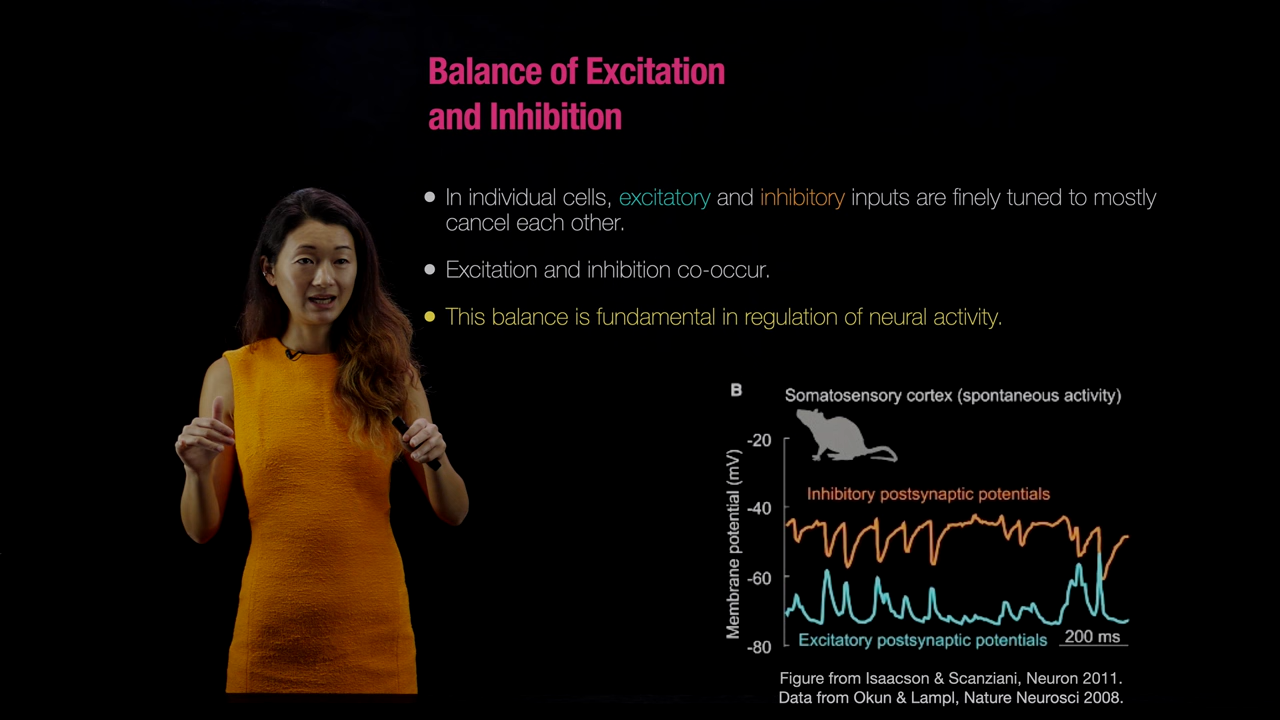 Balance of Excitation
and Inhibition
In individual cells, excitatory and inhibitory inputs are finely tuned to mostly
cancel each other.
Excitation and inhibition co-occur.
This balance is fundamental in regulation of neural activity.
B
Somatosensory cortex (spontaneous activity)
Membrane potential (mV)
-20
Inhibitory postsynaptic potentials
-40
-60
Excitatory postsynaptic potentials
200 ms
-80
Figure from Isaacson & Scanziani, Neuron 2011.
Data from Okun & Lampl, Nature Neurosci 2008.